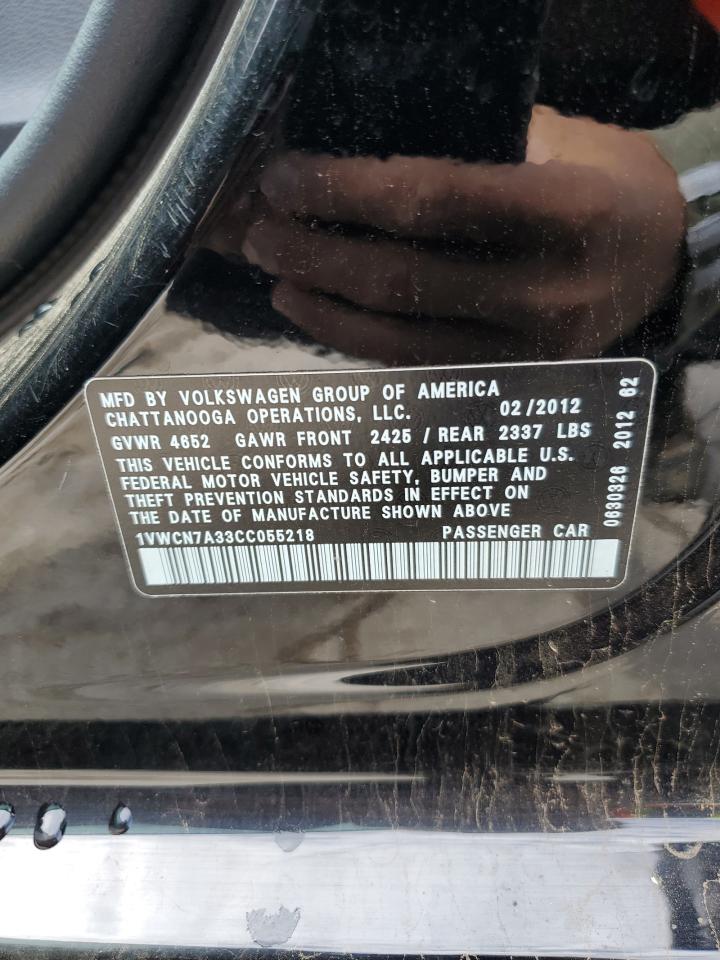 MFD BY VOLKSWAGEN GROUP OF AMERICA
CHATTANOOGA OPERATIONS, LLC. 02/2012
GVWR 4652 GAWR FRONT 2425 / REAR 2337 LBS
THIS VEHICLE CONFORMS TO ALL APPLICABLE U.S.
FEDERAL MOTOR VEHICLE SAFETY, BUMPER AND
THEFT PREVENTION STANDARDS IN EFFECT ON
THE DATE OF MANUFACTURE SHOWN ABOVE
1VWCN7A33CC055218 PASSENGER CAR
0630326 2012 62